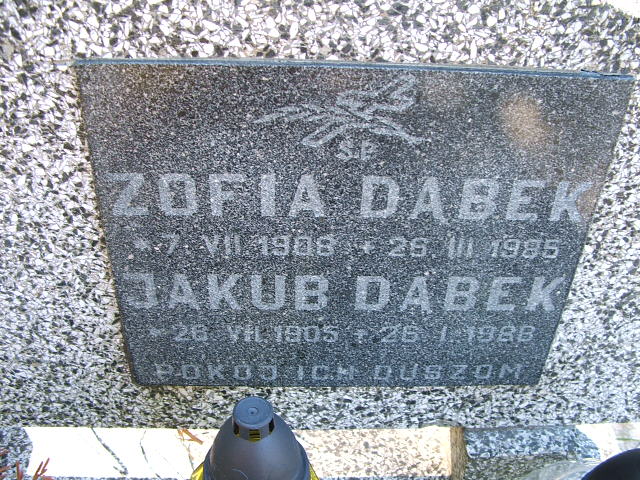 Ś.P.
ZOFIA DĄBEK
* 7. VII 1908 + 26 III 1985
JAKUB DĄBEK
* 26 VII 1905 + 26 I 1988
POKÓJ ICH DUSZOM